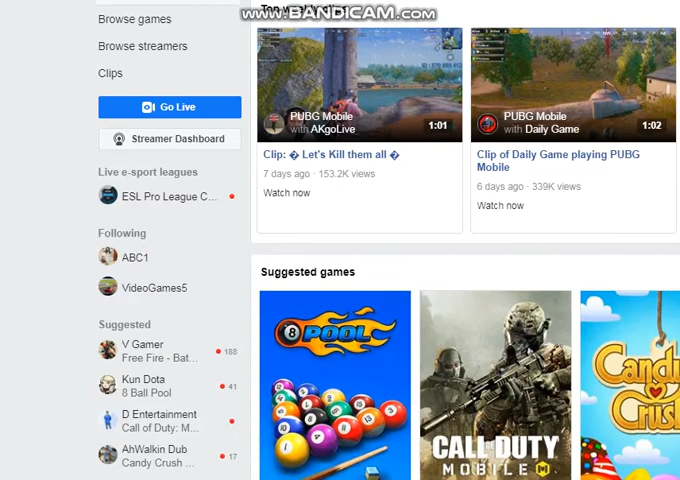 www.BANDICAM.com
Browse games
Browse streamers
Clips
Go Live
Streamer Dashboard
Live e-sport leagues
ESL Pro League C...
Following
ABC1
VideoGames5
Suggested
V Gamer
Free Fire - Bat...
188
Kun Dota
8 Ball Pool
41
D Entertainment
Call of Duty: M...
AhWalkin Dub
Candy Crush ...
17
PUBG Mobile
with AKgoLive
1:01
Clip: � Let's Kill them all �
7 days ago · 153.2K views
Watch now
PUBG Mobile
with Daily Game
1:02
Clip of Daily Game playing PUBG
Mobile
6 days ago · 339K views
Watch now
Suggested games
8 POOL
CALL OF DUTY
MOBILE
Candy
Crus